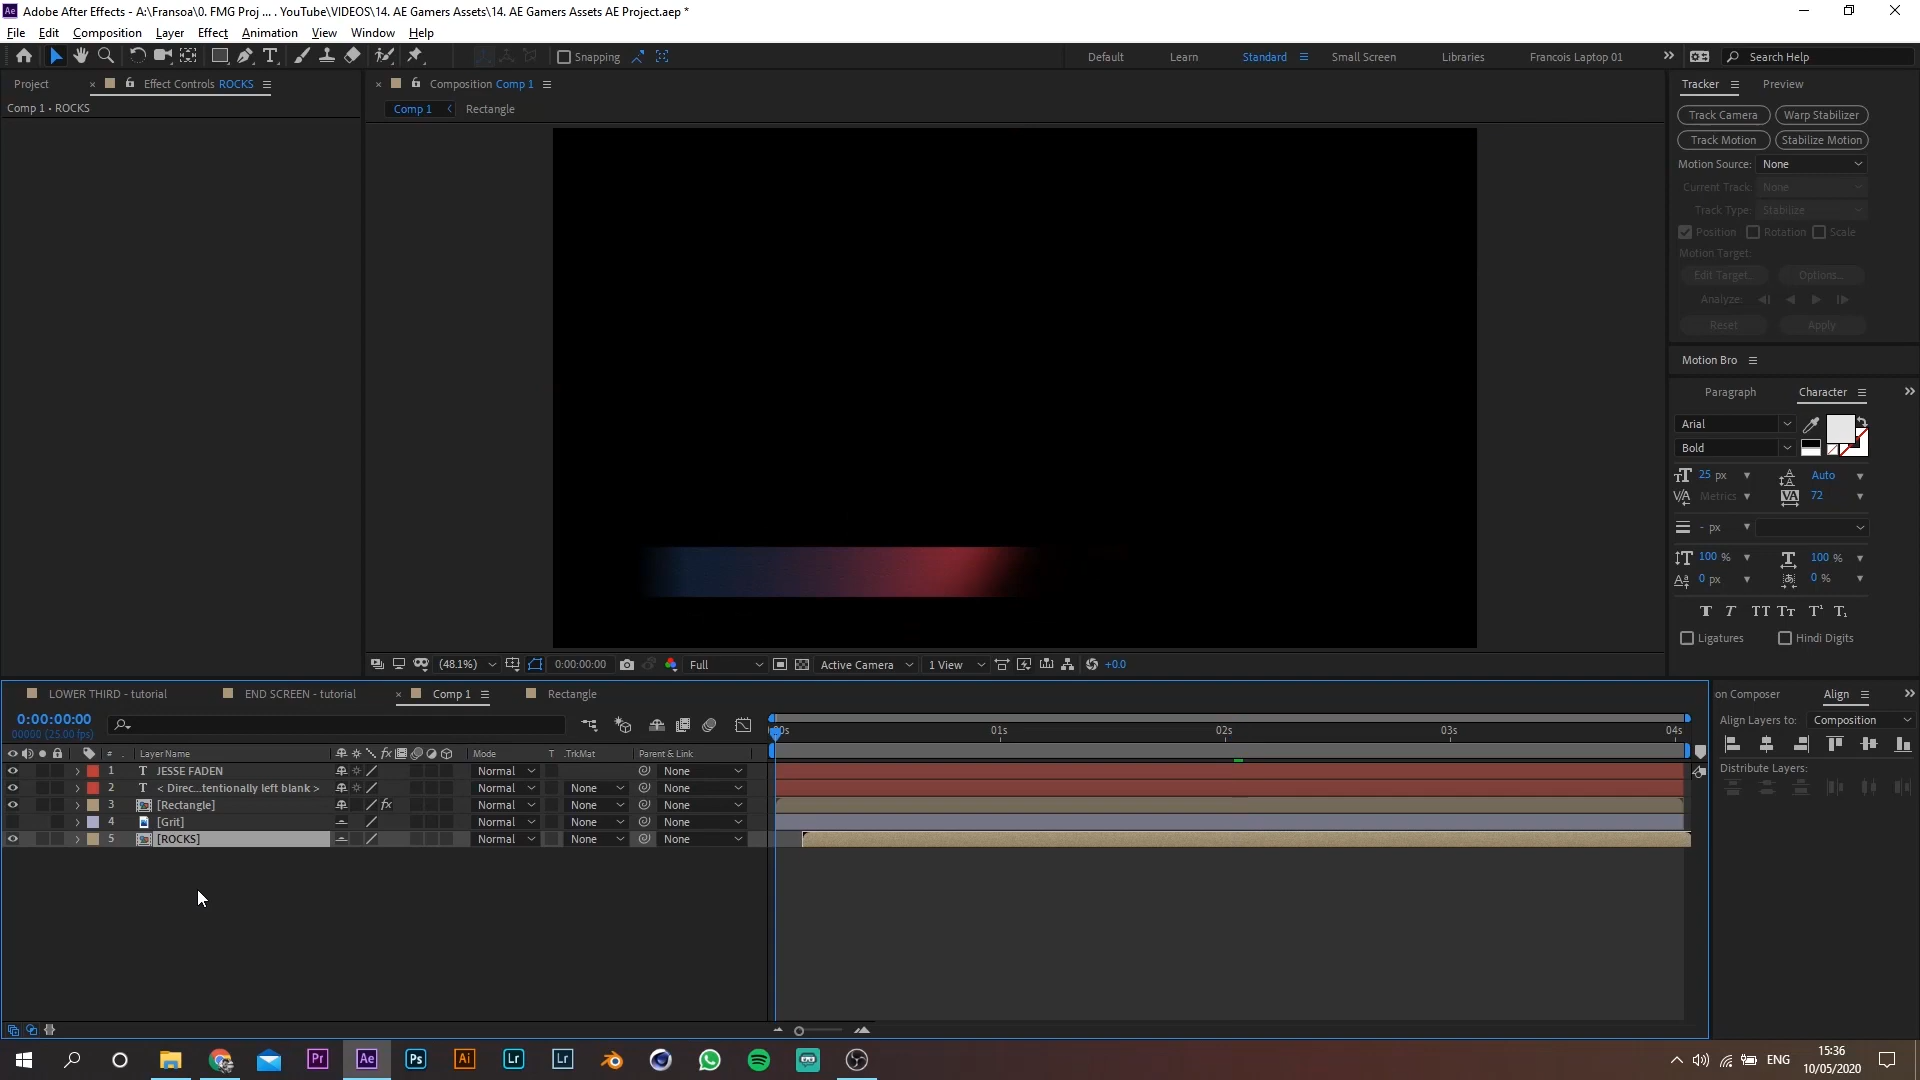 Adobe After Effects - A:\Fransoa\0. FMG Proj ... . YouTube\VIDEOS\14. AE Gamers Assets\14. AE Gamers Assets AE Project.aep *
File Edit Composition Layer Effect Animation View Window Help
Snapping Default Learn Standard Small Screen Libraries Francois Laptop 01 Search Help
Project Effect Controls ROCKS Composition Comp 1 Tracker Preview
Comp 1 • ROCKS Comp 1 Rectangle
Track Camera Warp Stabilizer
Track Motion Stabilize Motion
Motion Source: None
Current Track: None
Track Type: Stabilize
Position Rotation Scale
Motion Target:
Edit Target... Options...
Analyze:
Reset Apply
Motion Bro
Paragraph Character
Arial
Bold
25 px Auto
Metrics 72
- px
100 % 100 %
0 px 0 %
Ligatures Hindi Digits
(48.1%) 0:00:00:00 Full Active Camera 1 View +0.0
LOWER THIRD - tutorial END SCREEN - tutorial Comp 1 Rectangle
on Composer Align
0:00:00:00
00000 (25.00 fps)
Align Layers to: Composition
01s 02s 03s 04s
# Layer Name Mode T .TrkMat Parent & Link
Distribute Layers:
1 T JESSE FADEN Normal None
2 T < Direc...tentionally left blank > Normal None None
3 [Rectangle] Normal None None
4 [Grit] Normal None None
5 [ROCKS] Normal None None
Pr Ae Ps Ai Lr Lr ENG
15:36
10/05/2020